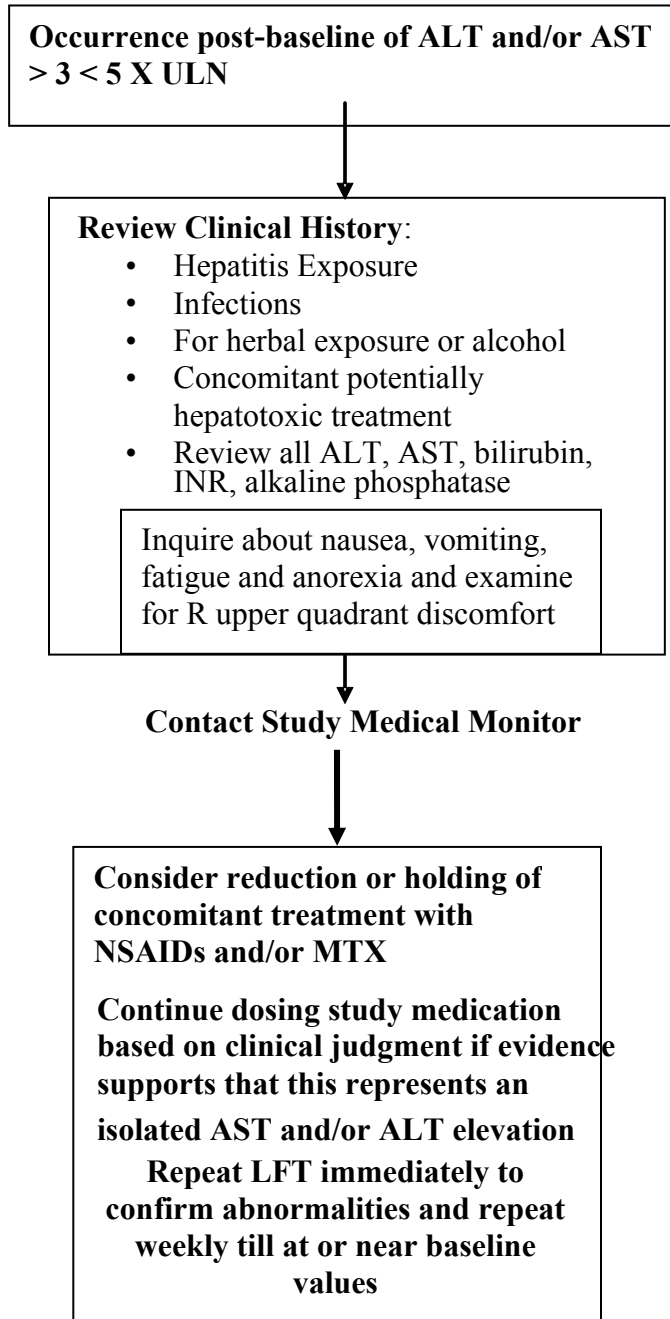 Occurrence post-baseline of ALT and/or AST
> 3 < 5 X ULN
Review Clinical History:
• Hepatitis Exposure
• Infections
• For herbal exposure or alcohol
• Concomitant potentially
hepatotoxic treatment
• Review all ALT, AST, bilirubin,
INR, alkaline phosphatase
Inquire about nausea, vomiting,
fatigue and anorexia and examine
for R upper quadrant discomfort
Contact Study Medical Monitor
Consider reduction or holding of
concomitant treatment with
NSAIDs and/or MTX
Continue dosing study medication
based on clinical judgment if evidence
supports that this represents an
isolated AST and/or ALT elevation
Repeat LFT immediately to
confirm abnormalities and repeat
weekly till at or near baseline
values